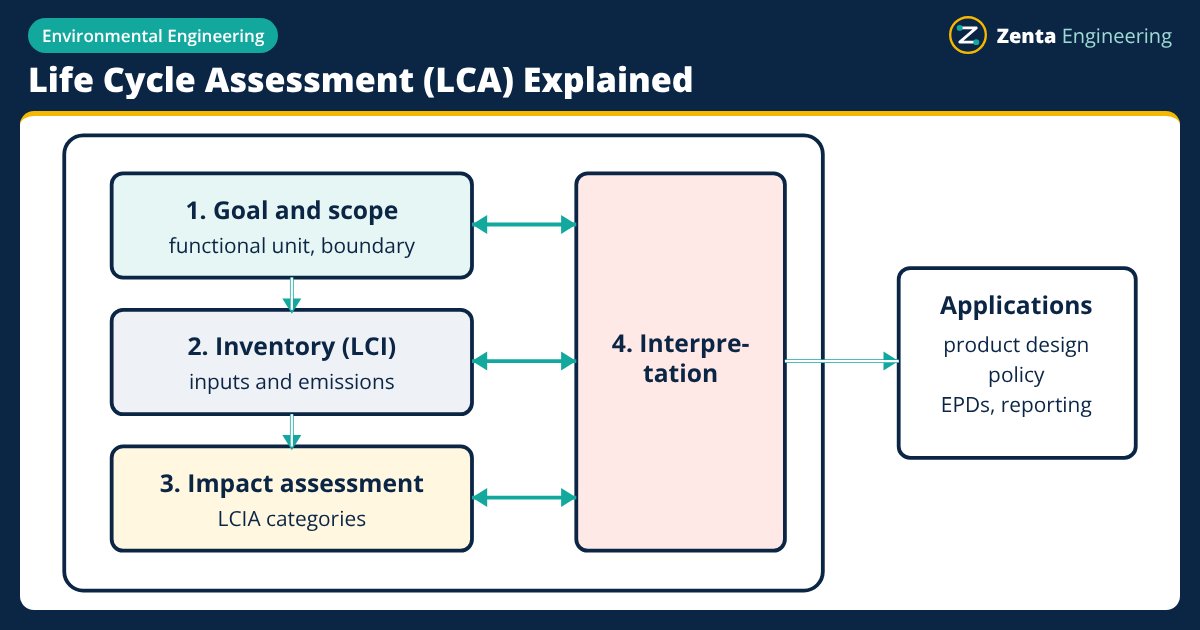 Environmental Engineering
Zenta Engineering
Life Cycle Assessment (LCA) Explained
1. Goal and scope
functional unit, boundary
2. Inventory (LCI)
inputs and emissions
3. Impact assessment
LCIA categories
4. Interpre-
tation
Applications
product design
policy
EPDs, reporting